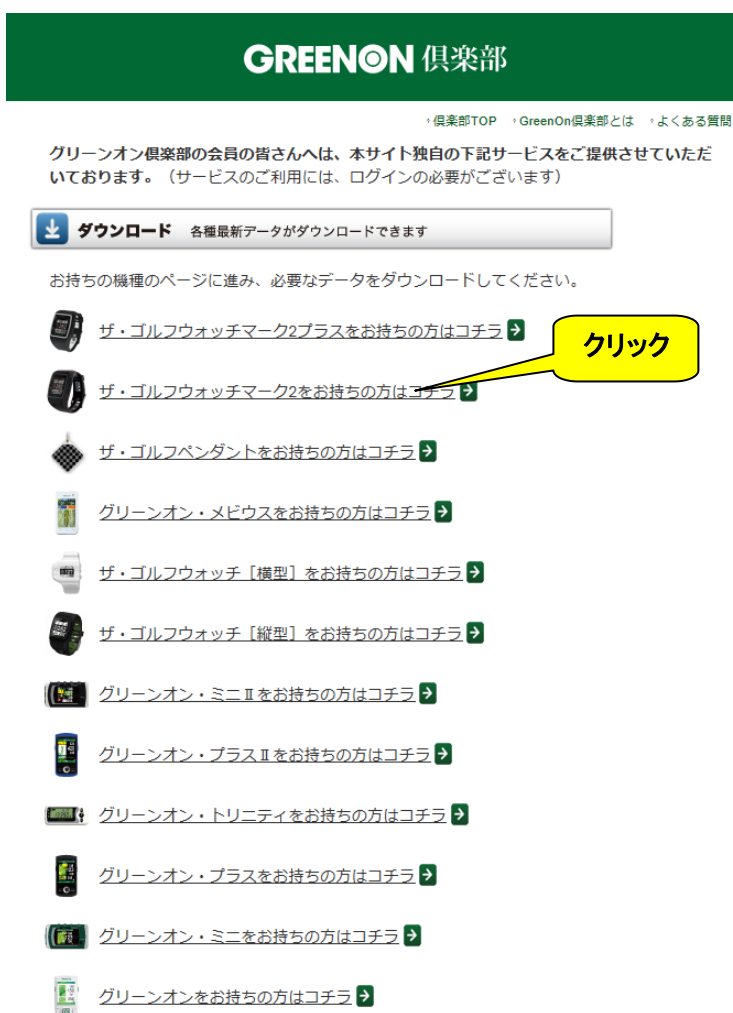 GREENON 倶楽部
倶楽部TOP GreenOn倶楽部とは よくある質問
グリーンオン倶楽部の会員の皆さんへは、本サイト独自の下記サービスをご提供させていただ
いております。（サービスのご利用には、ログインの必要がございます）
ダウンロード 各種最新データがダウンロードできます
お持ちの機種のページに進み、必要なデータをダウンロードしてください。
ザ・ゴルフウォッチマーク2プラスをお持ちの方はコチラ
クリック
ザ・ゴルフウォッチマーク2をお持ちの方はコチラ
ザ・ゴルフペンダントをお持ちの方はコチラ
グリーンオン・メビウスをお持ちの方はコチラ
ザ・ゴルフウォッチ［横型］をお持ちの方はコチラ
ザ・ゴルフウォッチ［縦型］をお持ちの方はコチラ
グリーンオン・ミニⅡをお持ちの方はコチラ
グリーンオン・プラスⅡをお持ちの方はコチラ
グリーンオン・トリニティをお持ちの方はコチラ
グリーンオン・プラスをお持ちの方はコチラ
グリーンオン・ミニをお持ちの方はコチラ
グリーンオンをお持ちの方はコチラ